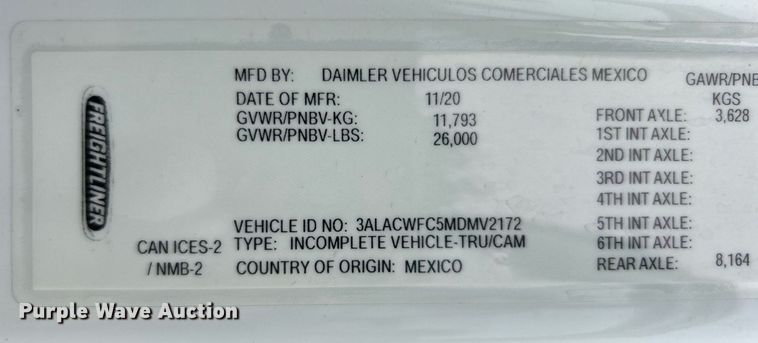 FREIGHTLINER
MFD BY: DAIMLER VEHICULOS COMERCIALES MEXICO
DATE OF MFR: 11/20
GVWR/PNBV-KG: 11,793
GVWR/PNBV-LBS: 26,000
GAWR/PNB
KGS
FRONT AXLE: 3,628
1ST INT AXLE:
2ND INT AXLE:
3RD INT AXLE:
4TH INT AXLE:
5TH INT AXLE:
6TH INT AXLE:
REAR AXLE: 8,164
VEHICLE ID NO: 3ALACWFC5MDMV2172
TYPE: INCOMPLETE VEHICLE-TRU/CAM
COUNTRY OF ORIGIN: MEXICO
CAN ICES-2
/ NMB-2
Purple Wave Auction